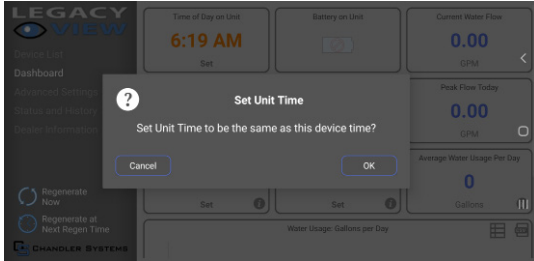 LEGACY
VIEW
Device List
Dashboard
Advanced Settings
Status and History
Dealer Information
Regenerate
Now
Regenerate at
Next Regen Time
CHANDLER SYSTEMS
Time of Day on Unit
6:19 AM
Set
Battery on Unit
Current Water Flow
0.00
GPM
Peak Flow Today
0.00
GPM
Average Water Usage Per Day
0
Gallons
Set
Set
Water Usage: Gallons per Day
Set Unit Time
Set Unit Time to be the same as this device time?
Cancel
OK